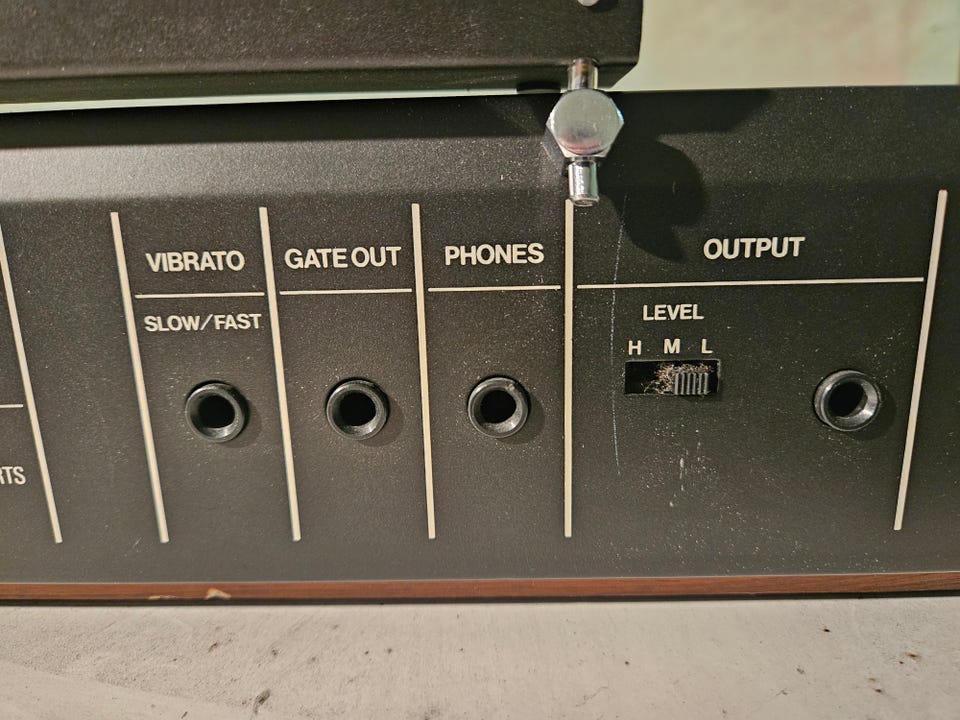 VIBRATO
SLOW/FAST
GATE OUT
PHONES
OUTPUT
LEVEL
H M L